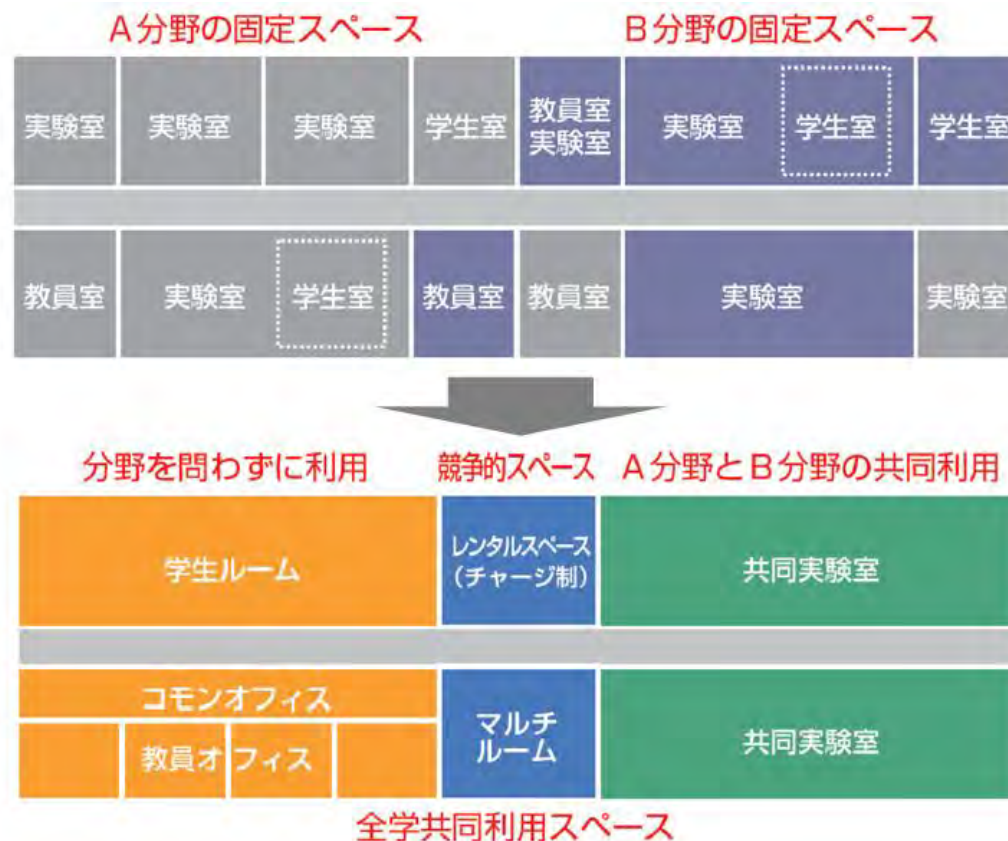 A分野の固定スペース
B分野の固定スペース
実験室
実験室
実験室
学生室
教員室
実験室
実験室
学生室
学生室
教員室
実験室
学生室
教員室
教員室
実験室
実験室
分野を問わずに利用
競争的スペース
A分野とB分野の共同利用
学生ルーム
レンタルスペース
（チャージ制）
共同実験室
コモンオフィス
教員オフィス
マルチ
ルーム
共同実験室
全学共同利用スペース